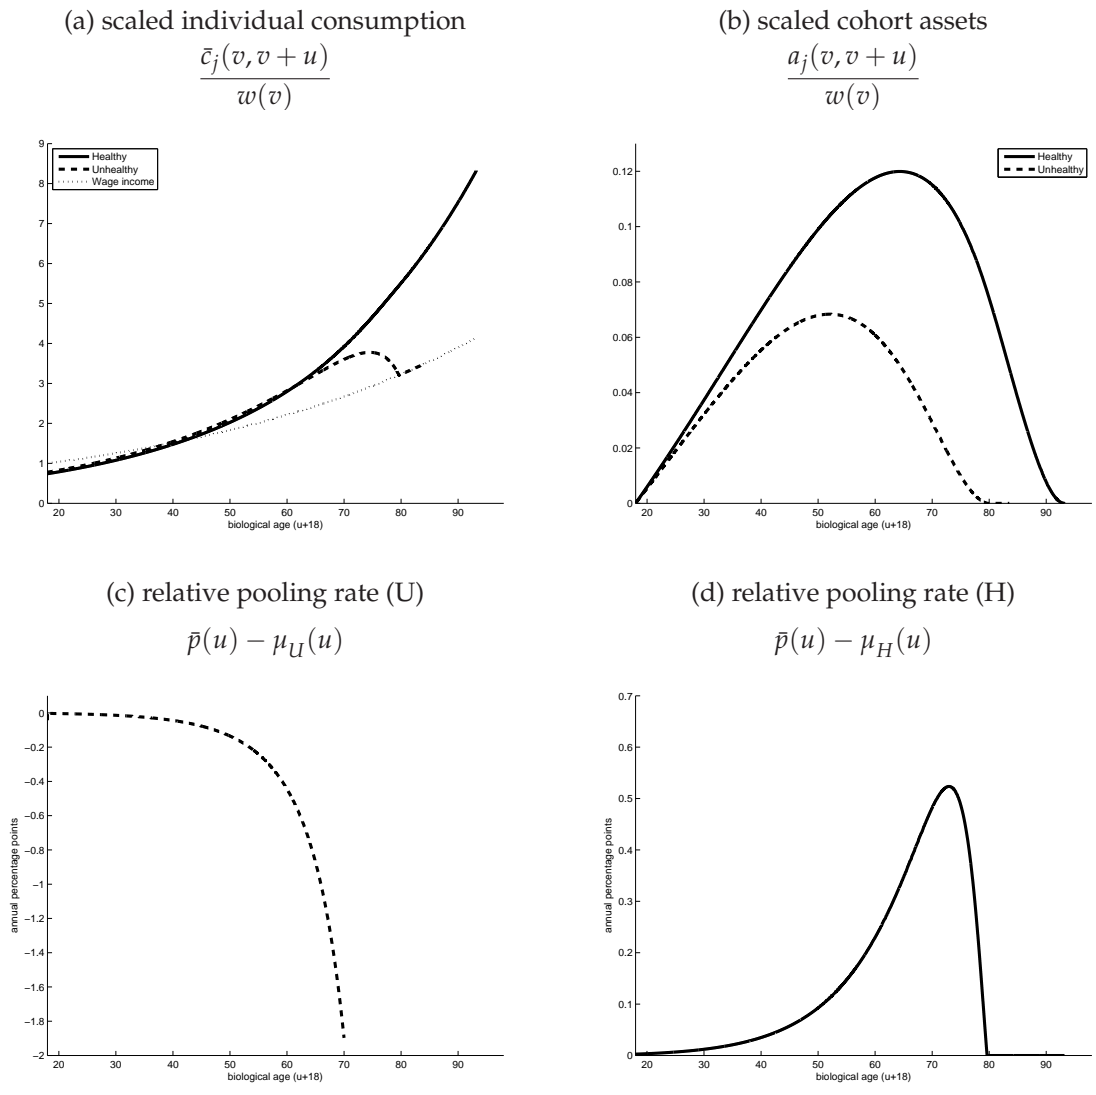 (a) scaled individual consumption
c̄_j(v, v + u)
w(v)
9
8
7
6
5
4
3
2
1
0
Healthy
Unhealthy
Wage income
20 30 40 50 60 70 80 90
biological age (u+18)
(b) scaled cohort assets
a_j(v, v + u)
w(v)
0.12
0.1
0.08
0.06
0.04
0.02
0
Healthy
Unhealthy
20 30 40 50 60 70 80 90
biological age (u+18)
(c) relative pooling rate (U)
p̄(u) − μ_U(u)
annual percentage points
0
−0.2
−0.4
−0.6
−0.8
−1
−1.2
−1.4
−1.6
−1.8
−2
20 30 40 50 60 70 80 90
biological age (u+18)
(d) relative pooling rate (H)
p̄(u) − μ_H(u)
annual percentage points
0.7
0.6
0.5
0.4
0.3
0.2
0.1
0
20 30 40 50 60 70 80 90
biological age (u+18)